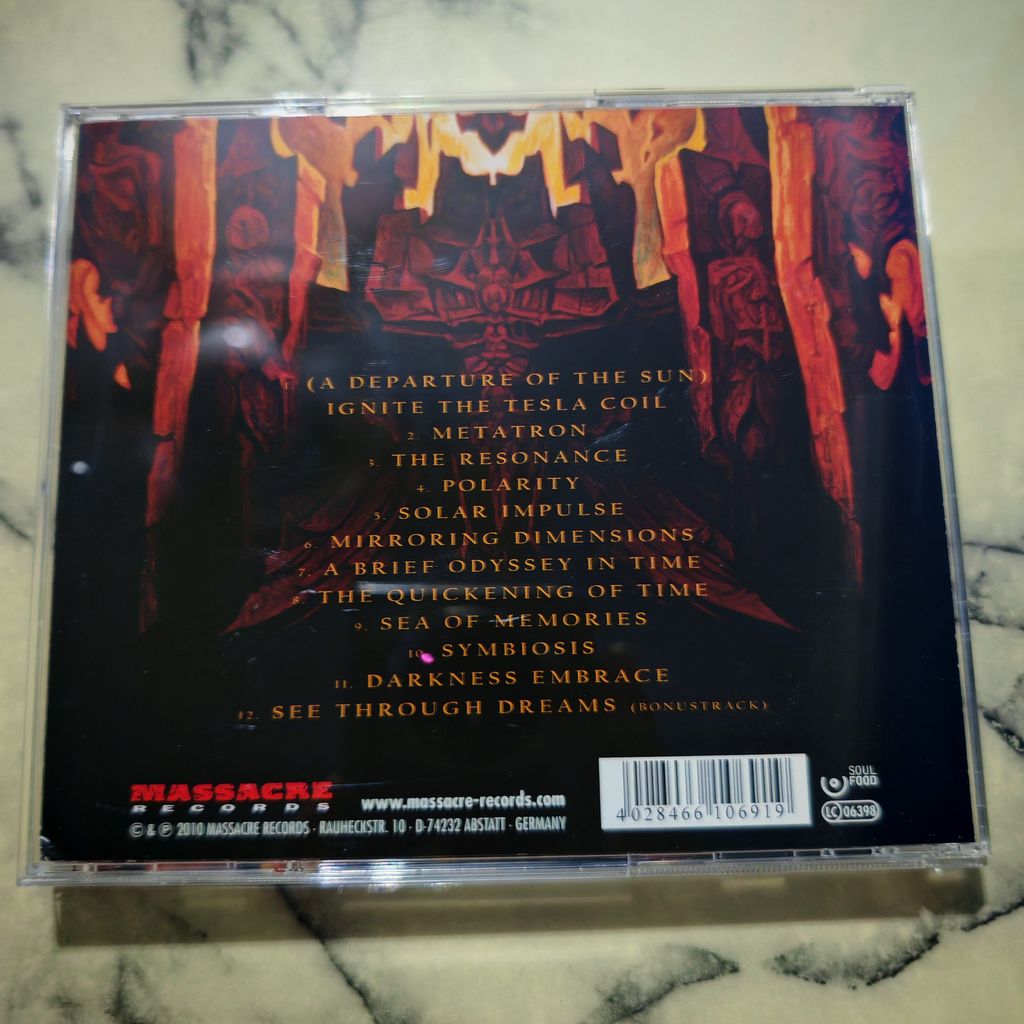 1. (A DEPARTURE OF THE SUN)
IGNITE THE TESLA COIL
2. METATRON
3. THE RESONANCE
4. POLARITY
5. SOLAR IMPULSE
6. MIRRORING DIMENSIONS
7. A BRIEF ODYSSEY IN TIME
8. THE QUICKENING OF TIME
9. SEA OF MEMORIES
10. SYMBIOSIS
11. DARKNESS EMBRACE
12. SEE THROUGH DREAMS (BONUSTRACK)
MASSACRE
RECORDS
www.massacre-records.com
© & ℗ 2010 MASSACRE RECORDS · RAUHECKSTR. 10 · D-74232 ABSTATT · GERMANY
4 028466 106919
SOUL
FOOD
LC 06398